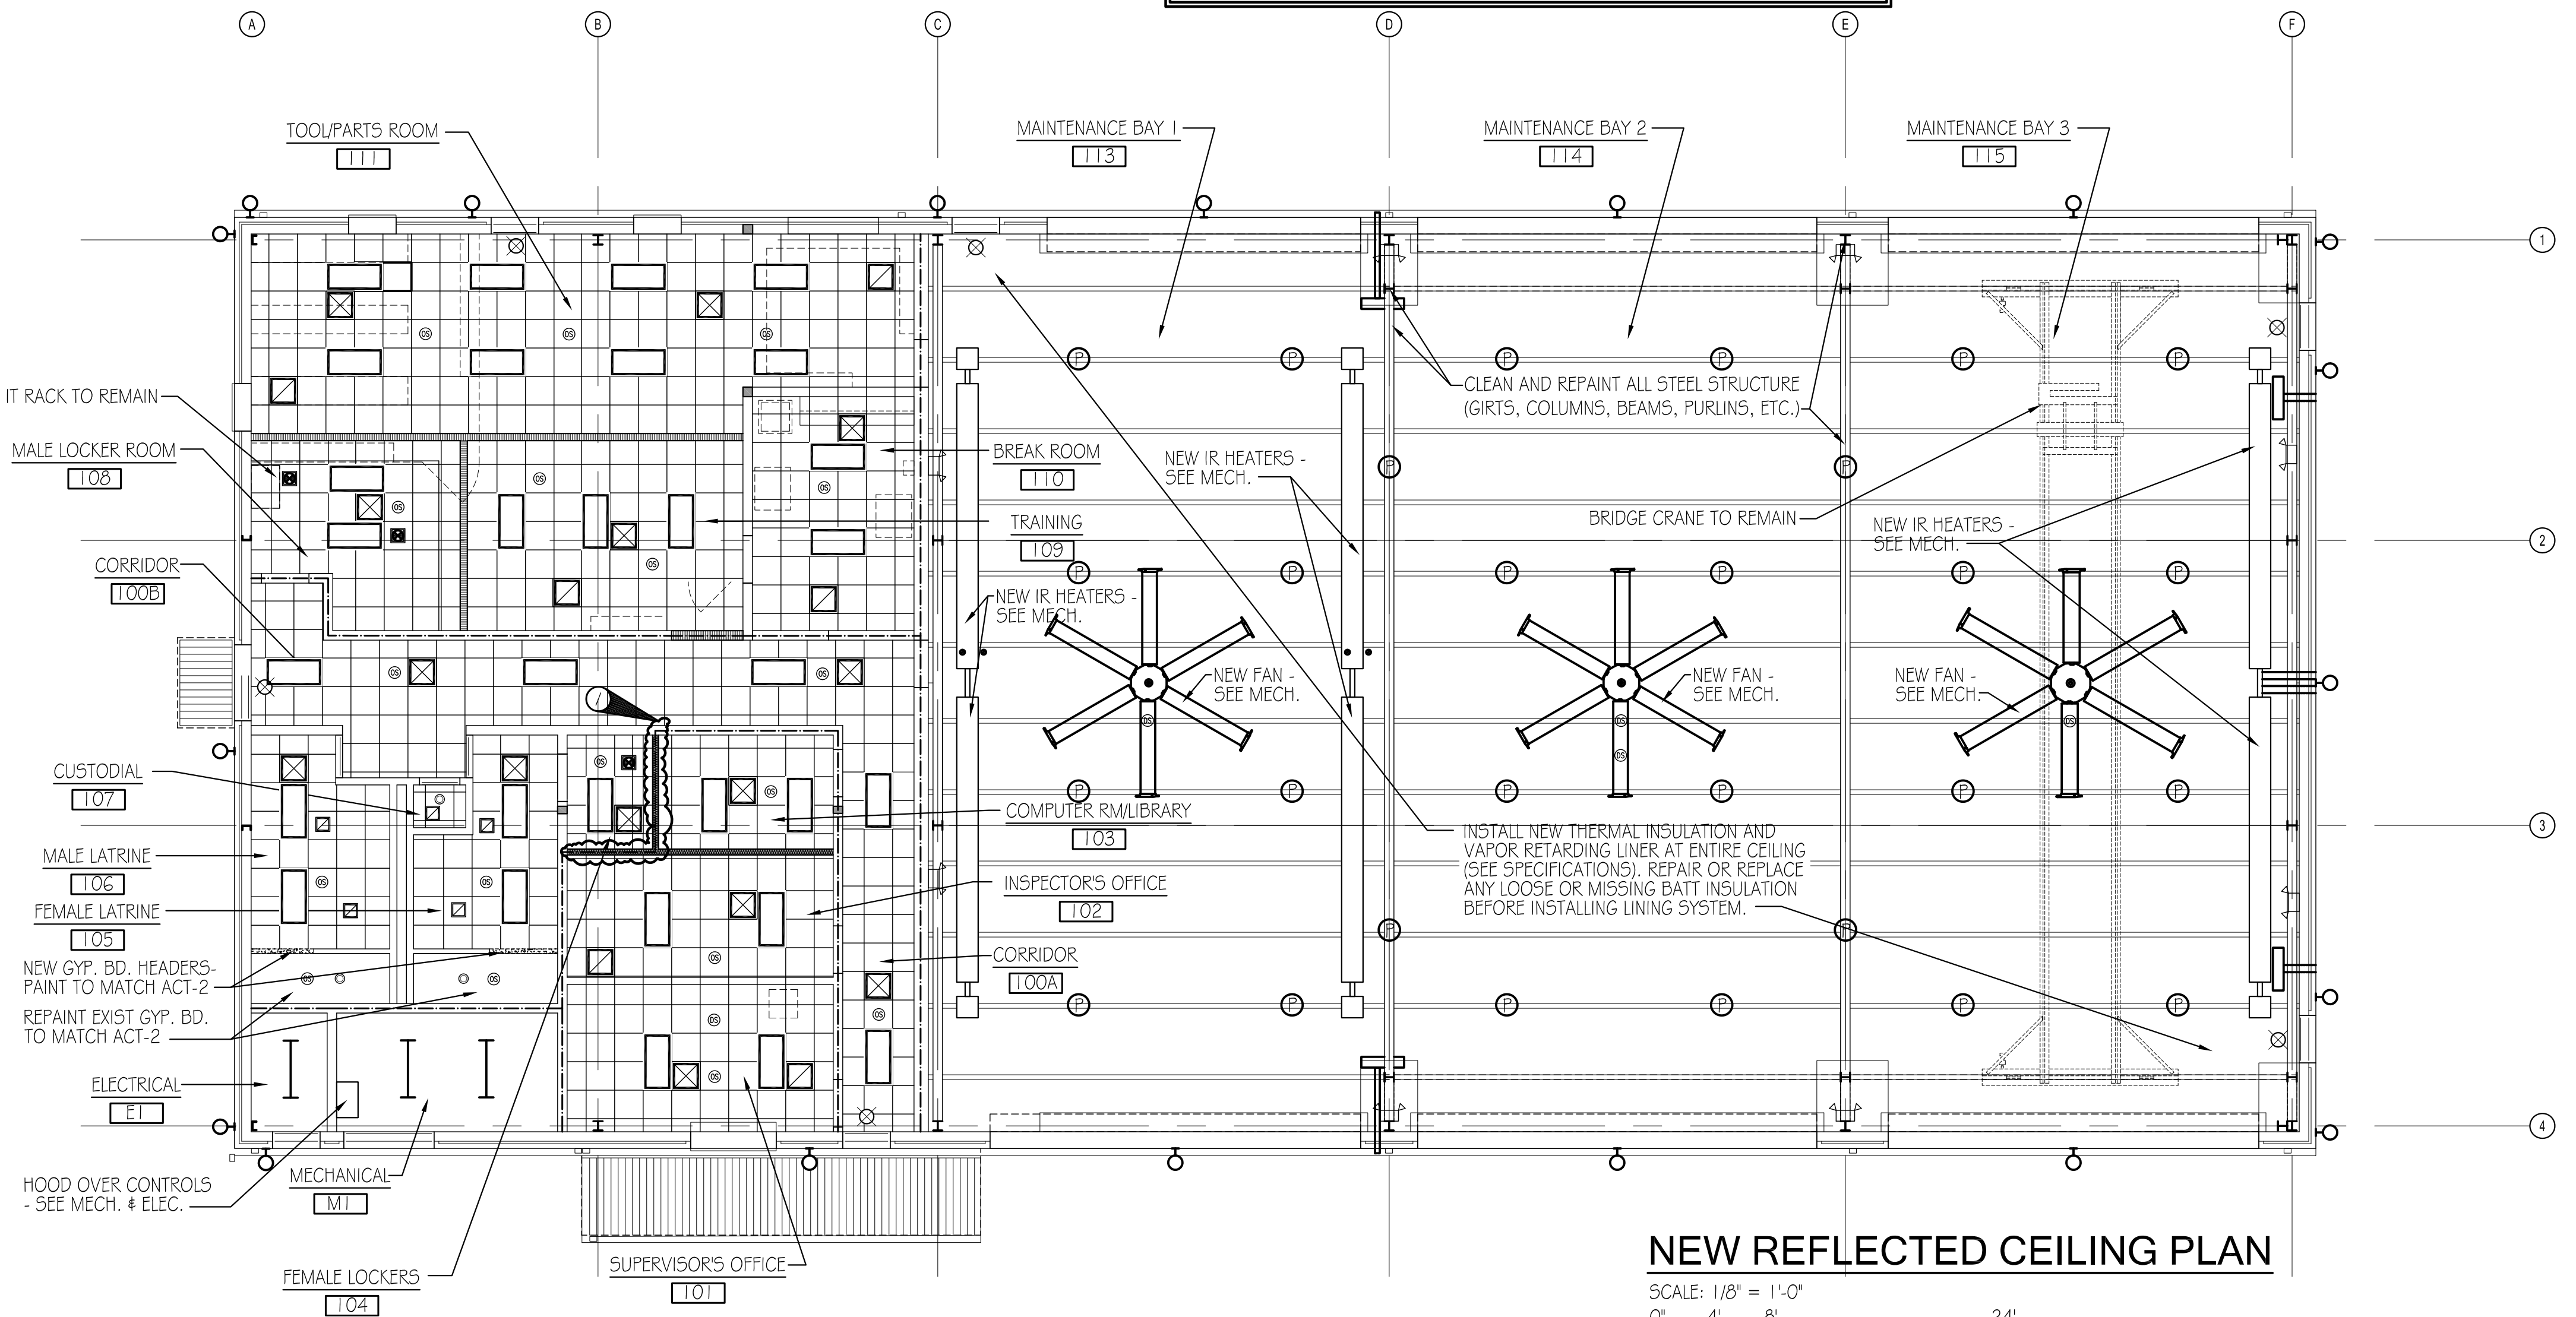 A B C D E F
TOOL/PARTS ROOM
111
MAINTENANCE BAY 1
113
MAINTENANCE BAY 2
114
MAINTENANCE BAY 3
115
1
2
3
4
IT RACK TO REMAIN
MALE LOCKER ROOM
108
CORRIDOR
100B
CUSTODIAL
107
MALE LATRINE
106
FEMALE LATRINE
105
NEW GYP. BD. HEADERS-
PAINT TO MATCH ACT-2
REPAINT EXIST GYP. BD.
TO MATCH ACT-2
ELECTRICAL
E1
HOOD OVER CONTROLS
- SEE MECH. & ELEC.
MECHANICAL
M1
FEMALE LOCKERS
104
SUPERVISOR'S OFFICE
101
BREAK ROOM
110
TRAINING
109
NEW IR HEATERS -
SEE MECH.
NEW IR HEATERS -
SEE MECH.
NEW FAN -
SEE MECH.
COMPUTER RM/LIBRARY
103
INSPECTOR'S OFFICE
102
CORRIDOR
100A
CLEAN AND REPAINT ALL STEEL STRUCTURE
(GIRTS, COLUMNS, BEAMS, PURLINS, ETC.)
BRIDGE CRANE TO REMAIN
NEW IR HEATERS -
SEE MECH.
NEW FAN -
SEE MECH.
NEW FAN -
SEE MECH.
INSTALL NEW THERMAL INSULATION AND
VAPOR RETARDING LINER AT ENTIRE CEILING
(SEE SPECIFICATIONS). REPAIR OR REPLACE
ANY LOOSE OR MISSING BATT INSULATION
BEFORE INSTALLING LINING SYSTEM.
NEW REFLECTED CEILING PLAN
SCALE: 1/8" = 1'-0"
0" 4' 8' 24'